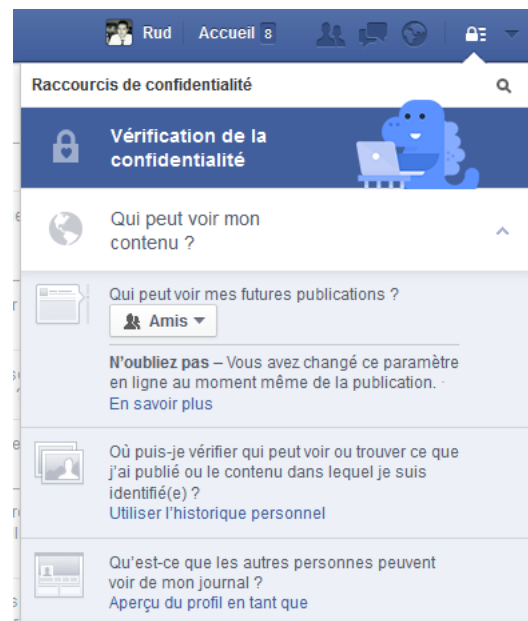 Rud Accueil 8
Raccourcis de confidentialité
Vérification de la
confidentialité
Qui peut voir mon
contenu ?
Qui peut voir mes futures publications ?
Amis
N'oubliez pas – Vous avez changé ce paramètre
en ligne au moment même de la publication. ·
En savoir plus
Où puis-je vérifier qui peut voir ou trouver ce que
j'ai publié ou le contenu dans lequel je suis
identifié(e) ?
Utiliser l'historique personnel
Qu'est-ce que les autres personnes peuvent
voir de mon journal ?
Aperçu du profil en tant que